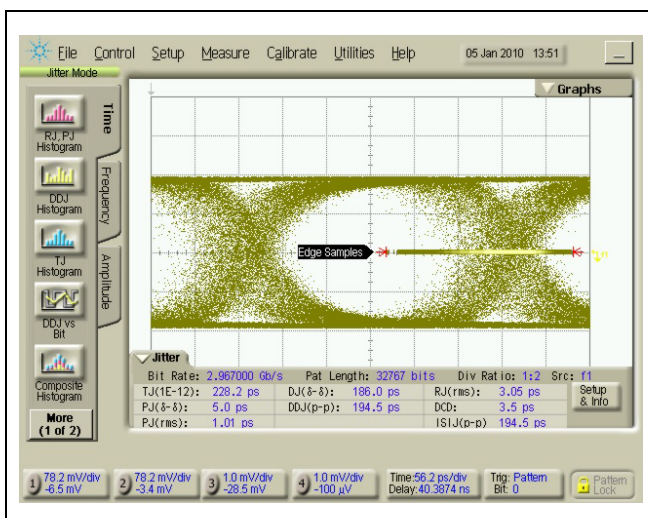 File Control Setup Measure Calibrate Utilities Help 05 Jan 2010 13:51
Jitter Mode
Graphs
Time
Frequency
Amplitude
RJ, PJ
Histogram
DDJ
Histogram
TJ
Histogram
DDJ vs
Bit
Composite
Histogram
More
(1 of 2)
Edge Samples
Jitter
Bit Rate: 2.967000 Gb/s Pat Length: 32767 bits Div Ratio: 1:2 Src: f1
TJ(1E-12): 228.2 ps DJ(δ-δ): 186.0 ps RJ(rms): 3.05 ps
PJ(δ-δ): 5.0 ps DDJ(p-p): 194.5 ps DCD: 3.5 ps
PJ(rms): 1.01 ps ISIJ(p-p) 194.5 ps
Setup
& Info
1) 78.2 mV/div
-6.5 mV
2) 78.2 mV/div
-3.4 mV
3) 1.0 mV/div
-28.5 mV
4) 1.0 mV/div
-100 µV
Time:56.2 ps/div
Delay:40.3874 ns
Trig: Pattern
Bit: 0
Pattern
Lock